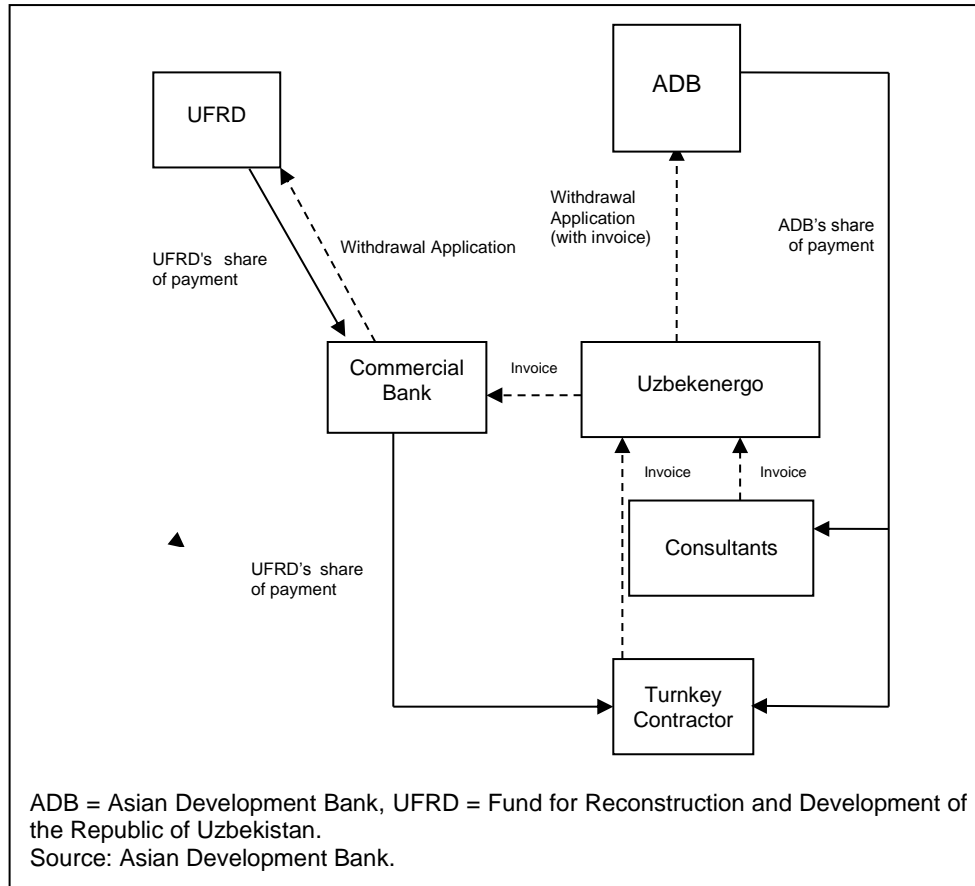 ADB
UFRD
Withdrawal
Application
(with invoice)
ADB's share
of payment
UFRD's share
of payment
Withdrawal Application
Commercial
Bank
Invoice
Uzbekenergo
Invoice
Invoice
Consultants
UFRD's share
of payment
Turnkey
Contractor
ADB = Asian Development Bank, UFRD = Fund for Reconstruction and Development of
the Republic of Uzbekistan.
Source: Asian Development Bank.